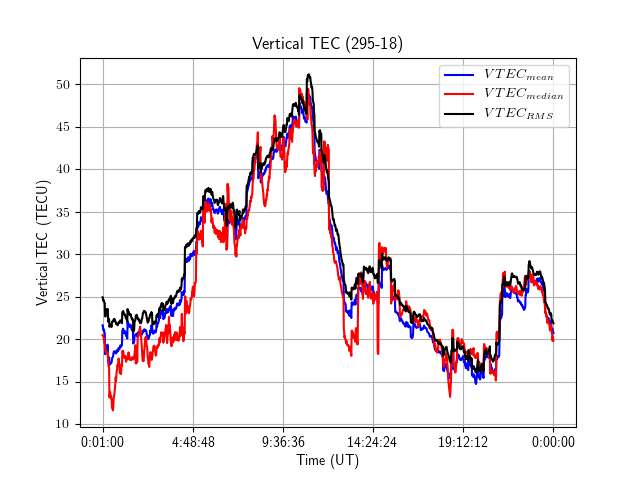 Vertical TEC (295-18)
VTEC_mean
VTEC_median
VTEC_RMS
Vertical TEC (TECU)
50
45
40
35
30
25
20
15
10
0:01:00 4:48:48 9:36:36 14:24:24 19:12:12 0:00:00
Time (UT)